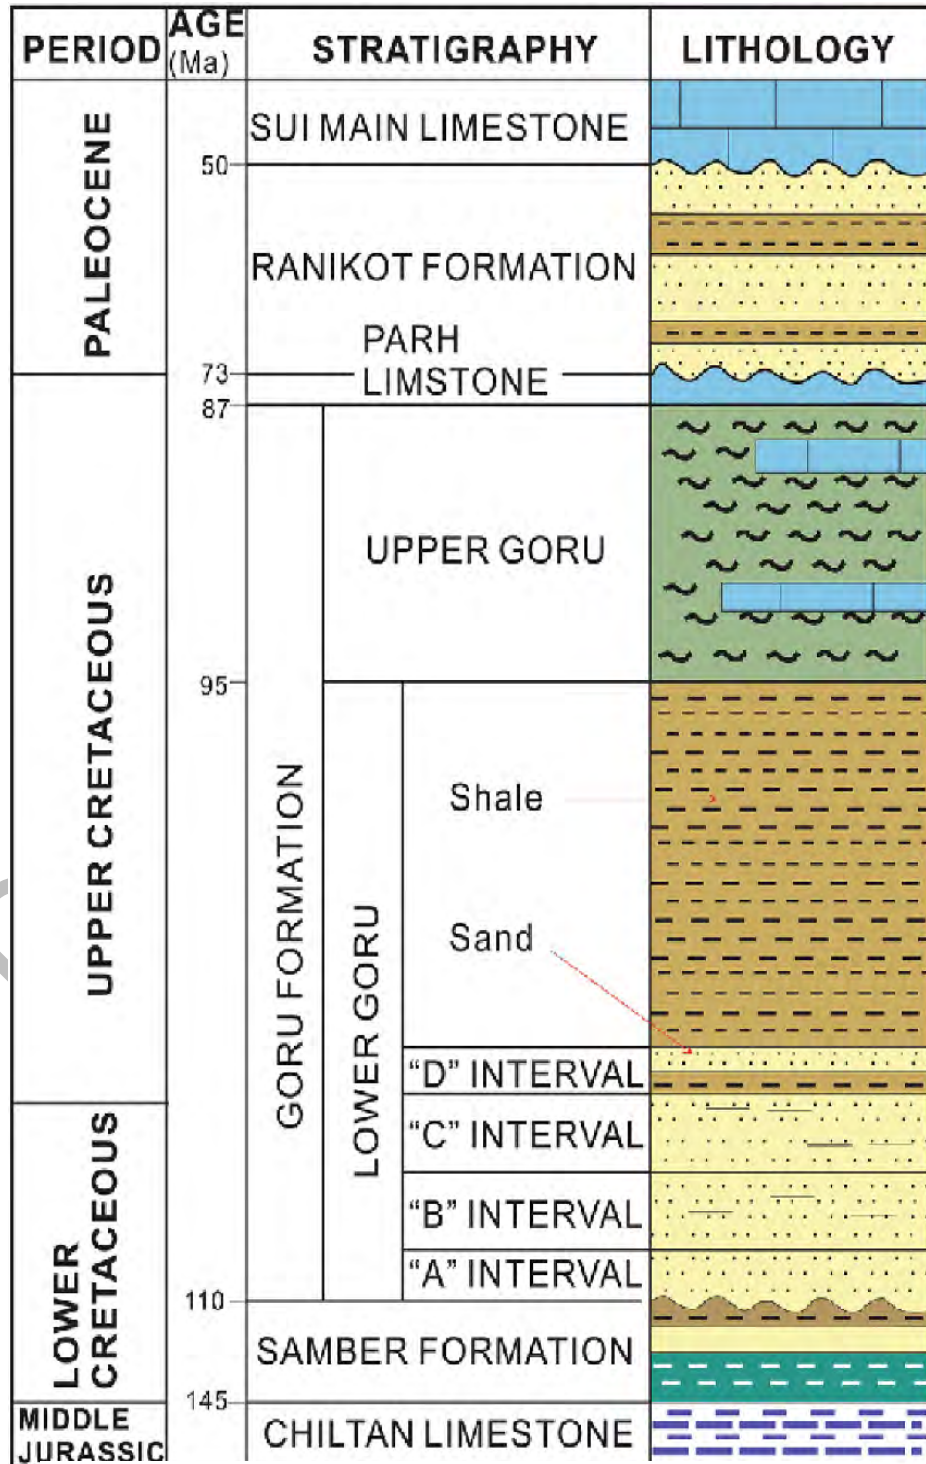 PERIOD
AGE
(Ma)
STRATIGRAPHY
LITHOLOGY
PALEOCENE
SUI MAIN LIMESTONE
50
RANIKOT FORMATION
PARH
LIMSTONE
73
87
UPPER CRETACEOUS
UPPER GORU
95
GORU FORMATION
LOWER GORU
Shale
Sand
“D” INTERVAL
“C” INTERVAL
“B” INTERVAL
“A” INTERVAL
LOWER
CRETACEOUS
110
SAMBER FORMATION
145
MIDDLE
JURASSIC
CHILTAN LIMESTONE